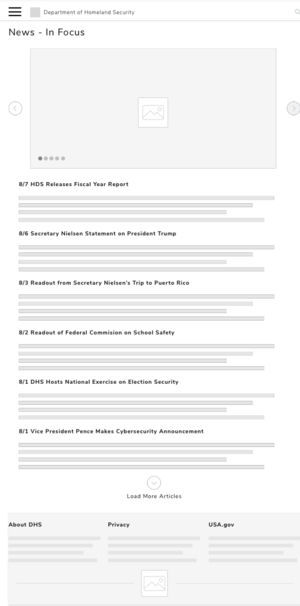 Department of Homeland Security
News - In Focus
8/7 HDS Releases Fiscal Year Report
8/6 Secretary Nielsen Statement on President Trump
8/3 Readout from Secretary Nielsen's Trip to Puerto Rico
8/2 Readout of Federal Commision on School Safety
8/1 DHS Hosts National Exercise on Election Security
8/1 Vice President Pence Makes Cybersecurity Announcement
Load More Articles
About DHS
Privacy
USA.gov